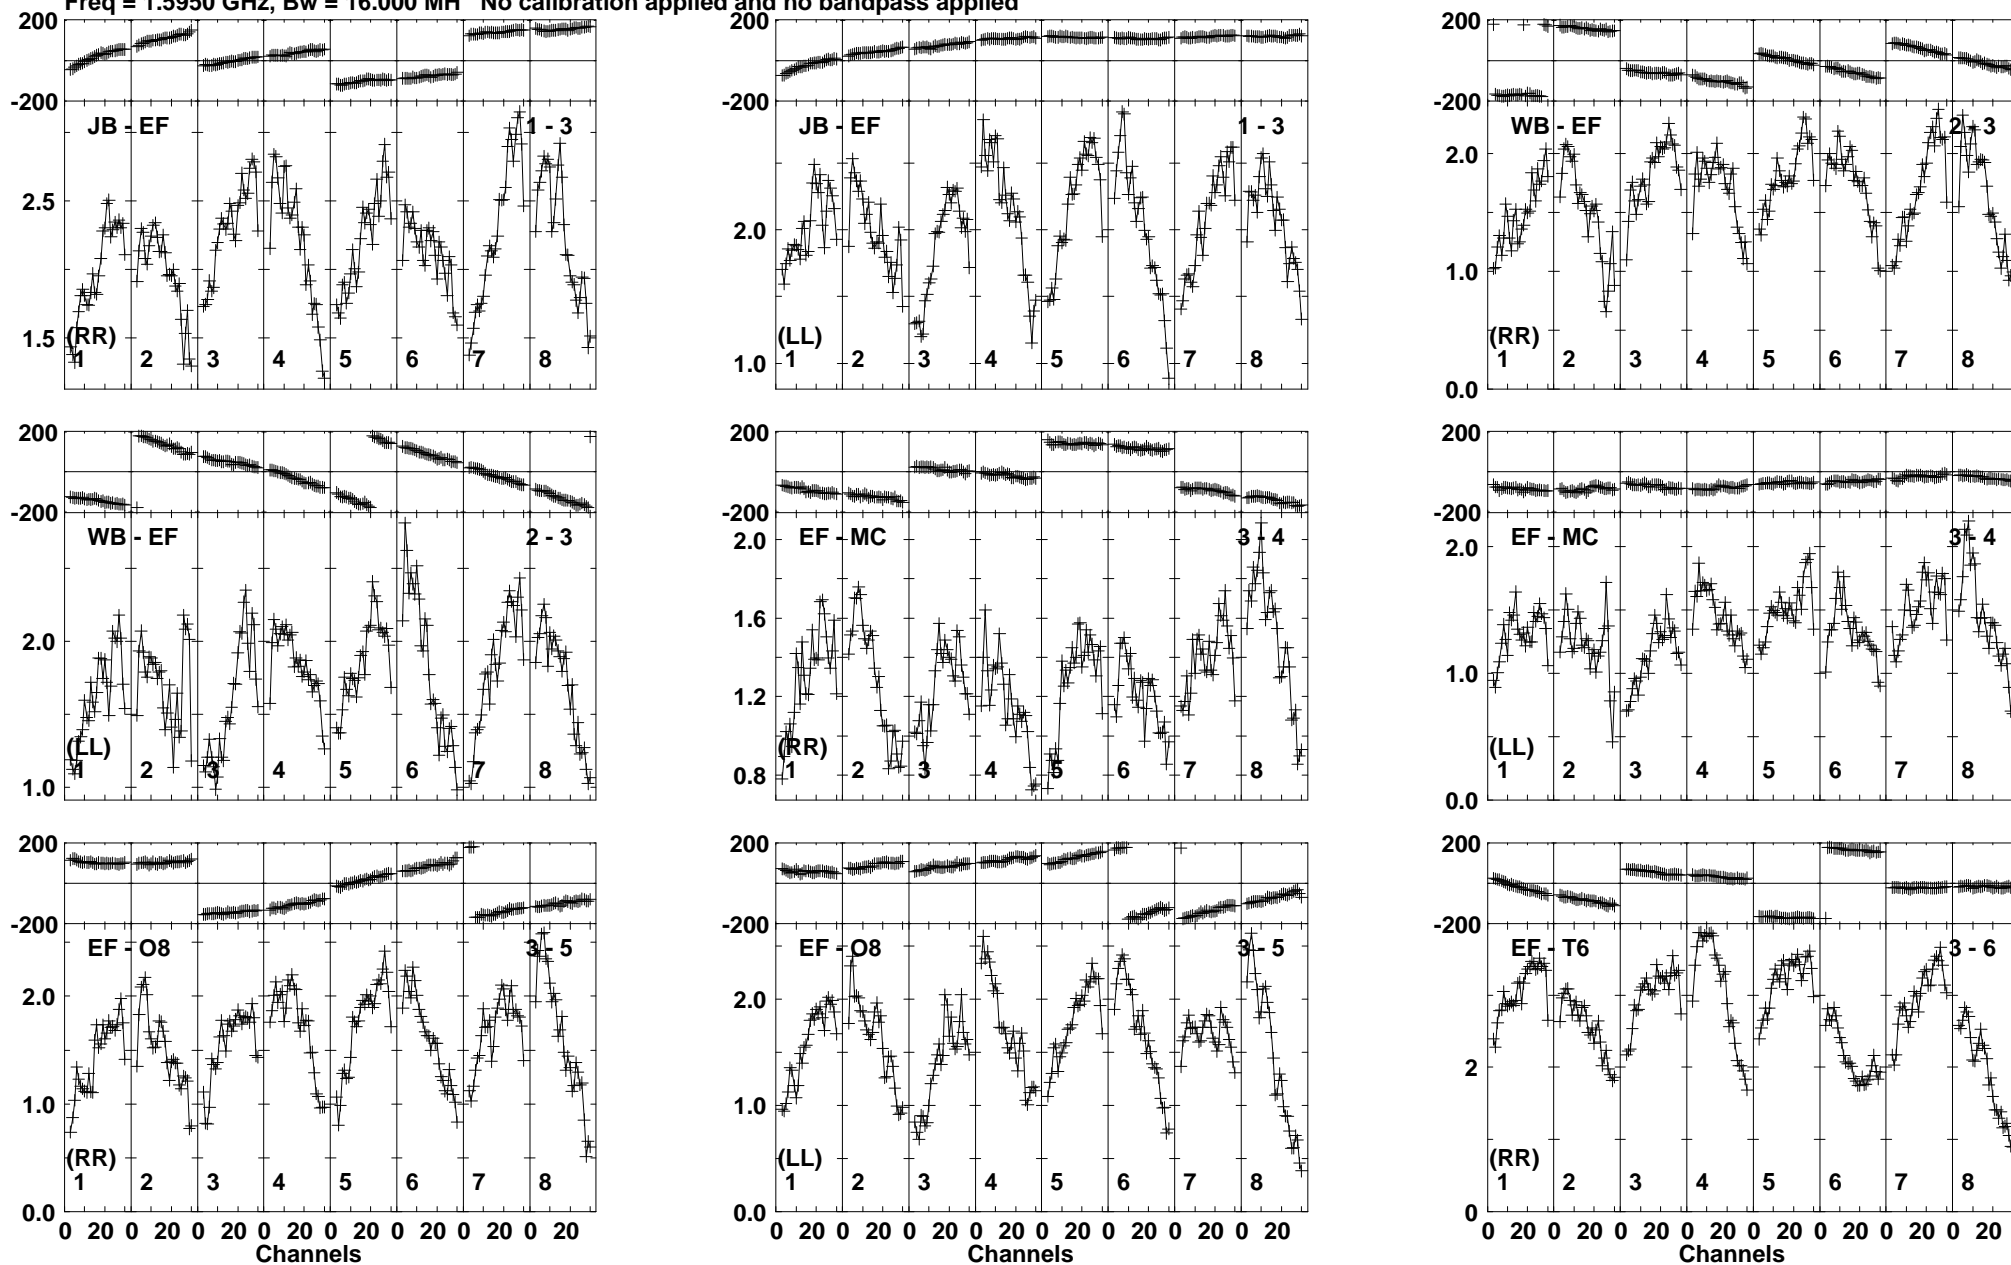 Freq = 1.5950 GHz, Bw = 16.000 MH No calibration applied and no bandpass applied
200 200 200
-200 -200 -200
JB - EF 1 - 3 JB - EF 1 - 3 WB - EF 2 - 3
2.5 2.0 2.0
1.5 1.0 1.0
0.0
(RR) (LL) (RR)
1 2 3 4 5 6 7 8 1 2 3 4 5 6 7 8 1 2 3 4 5 6 7 8
200 200 200
-200 -200 -200
WB - EF 2 - 3 EF - MC 3 - 4 EF - MC 3 - 4
2.0 2.0 2.0
1.0 1.6 1.0
1.2 0.0
0.8
(LL) (RR) (LL)
1 2 3 4 5 6 7 8 1 2 3 4 5 6 7 8 1 2 3 4 5 6 7 8
200 200 200
-200 -200 -200
EF - O8 3 - 5 EF - O8 3 - 5 EF - T6 3 - 6
2.0 2.0 2
1.0 1.0 0
0.0 0.0
(RR) (LL) (RR)
1 2 3 4 5 6 7 8 1 2 3 4 5 6 7 8 1 2 3 4 5 6 7 8
0 20 0 20 0 20 0 20 0 20 0 20 0 20 0 20 0 20 0 20 0 20 0 20 0 20 0 20 0 20 0 20 0 20 0 20 0 20 0 20 0 20 0 20 0 20 0 20
Channels Channels Channels